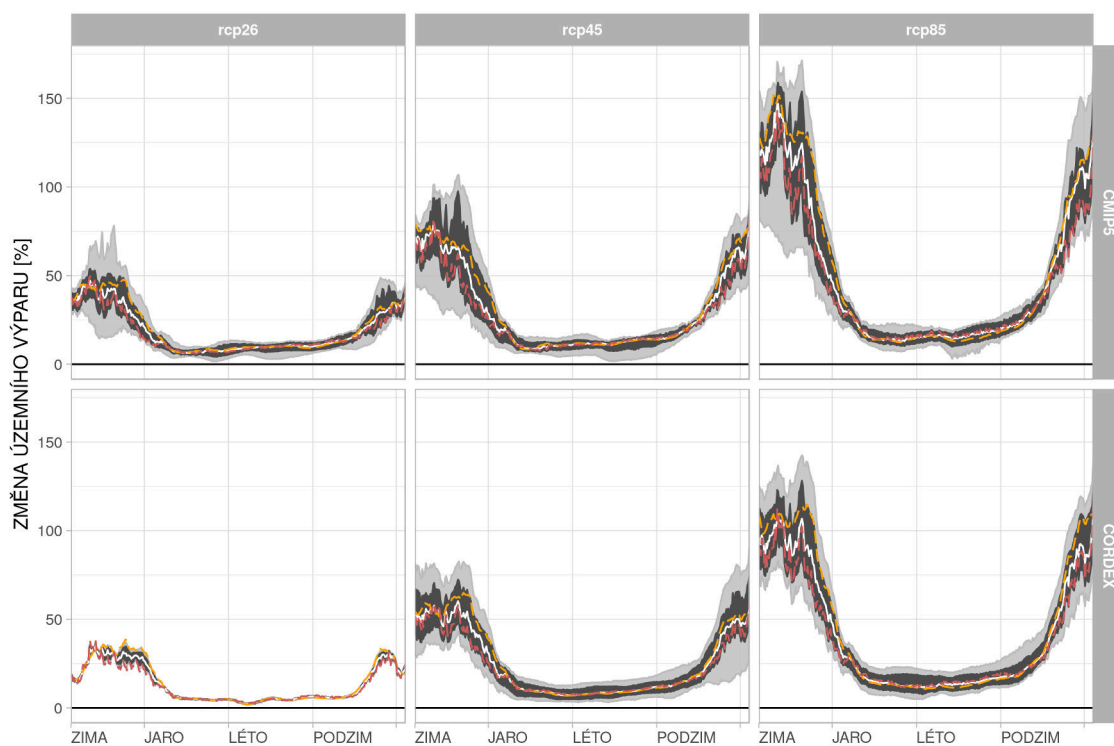 rcp26 rcp45 rcp85
ZMĚNA ÚZEMNÍHO VÝPARU [%]
150
100
50
0
CMIP5
150
100
50
0
CORDEX
ZIMA JARO LÉTO PODZIM ZIMA JARO LÉTO PODZIM ZIMA JARO LÉTO PODZIM